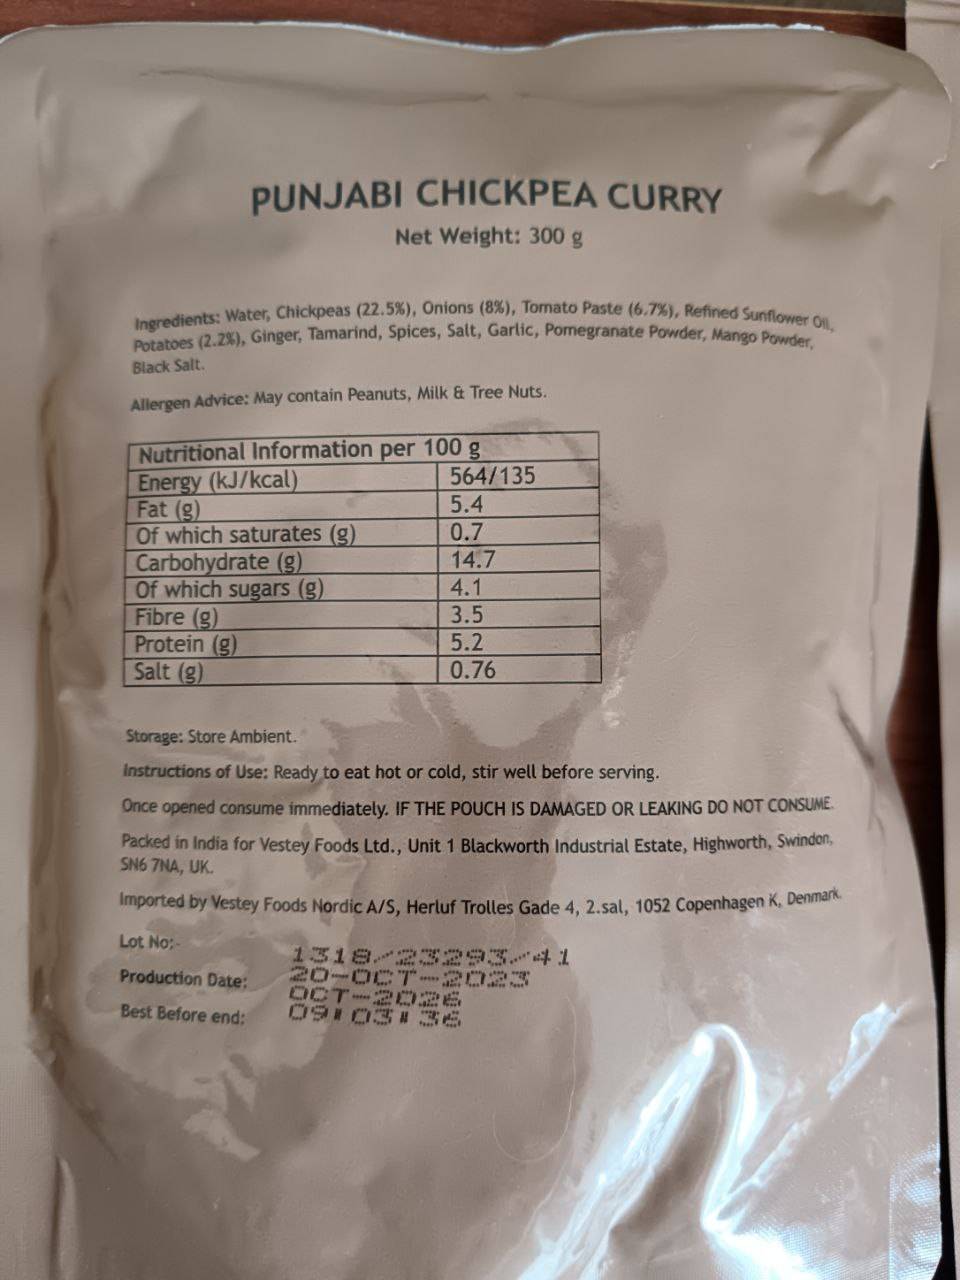 PUNJABI CHICKPEA CURRY
Net Weight: 300 g
Ingredients: Water, Chickpeas (22.5%), Onions (8%), Tomato Paste (6.7%), Refined Sunflower Oil,
Potatoes (2.2%), Ginger, Tamarind, Spices, Salt, Garlic, Pomegranate Powder, Mango Powder,
Black Salt.
Allergen Advice: May contain Peanuts, Milk & Tree Nuts.
Nutritional Information per 100 g
Energy (kJ/kcal) 564/135
Fat (g) 5.4
Of which saturates (g) 0.7
Carbohydrate (g) 14.7
Of which sugars (g) 4.1
Fibre (g) 3.5
Protein (g) 5.2
Salt (g) 0.76
Storage: Store Ambient.
Instructions of Use: Ready to eat hot or cold, stir well before serving.
Once opened consume immediately. IF THE POUCH IS DAMAGED OR LEAKING DO NOT CONSUME.
Packed in India for Vestey Foods Ltd., Unit 1 Blackworth Industrial Estate, Highworth, Swindon,
SN6 7NA, UK.
Imported by Vestey Foods Nordic A/S, Herluf Trolles Gade 4, 2.sal, 1052 Copenhagen K, Denmark.
Lot No:- 1318/23293/41
Production Date: 20-OCT-2023
Best Before end: OCT-2026
09:03:36